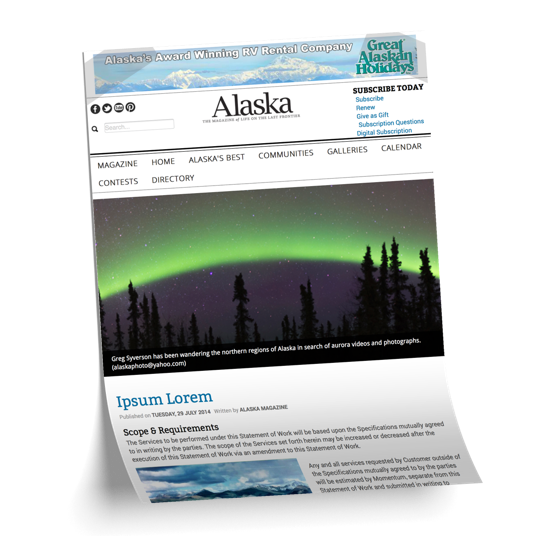 Alaska's Award Winning RV Rental Company
Great
Alaskan
Holidays
Search...
Alaska
THE MAGAZINE of LIFE ON THE LAST FRONTIER
SUBSCRIBE TODAY
Subscribe
Renew
Give as Gift
Subscription Questions
Digital Subscription
MAGAZINE HOME ALASKA'S BEST COMMUNITIES GALLERIES CALENDAR
CONTESTS DIRECTORY
Greg Syverson has been wandering the northern regions of Alaska in search of aurora videos and photographs.
(alaskaphoto@yahoo.com)
Ipsum Lorem
Published on TUESDAY, 29 JULY 2014 Written by ALASKA MAGAZINE
Scope & Requirements
The Services to be performed under this Statement of Work will be based upon the Specifications mutually agreed
to in writing by the parties. The scope of the Services set forth herein may be increased or decreased after the
execution of this Statement of Work via an amendment to this Statement of Work.
Any and all services requested by Customer outside of
the Specifications mutually agreed to by the parties
will be estimated by Momentum, separate from this
Statement of Work and submitted in writing to